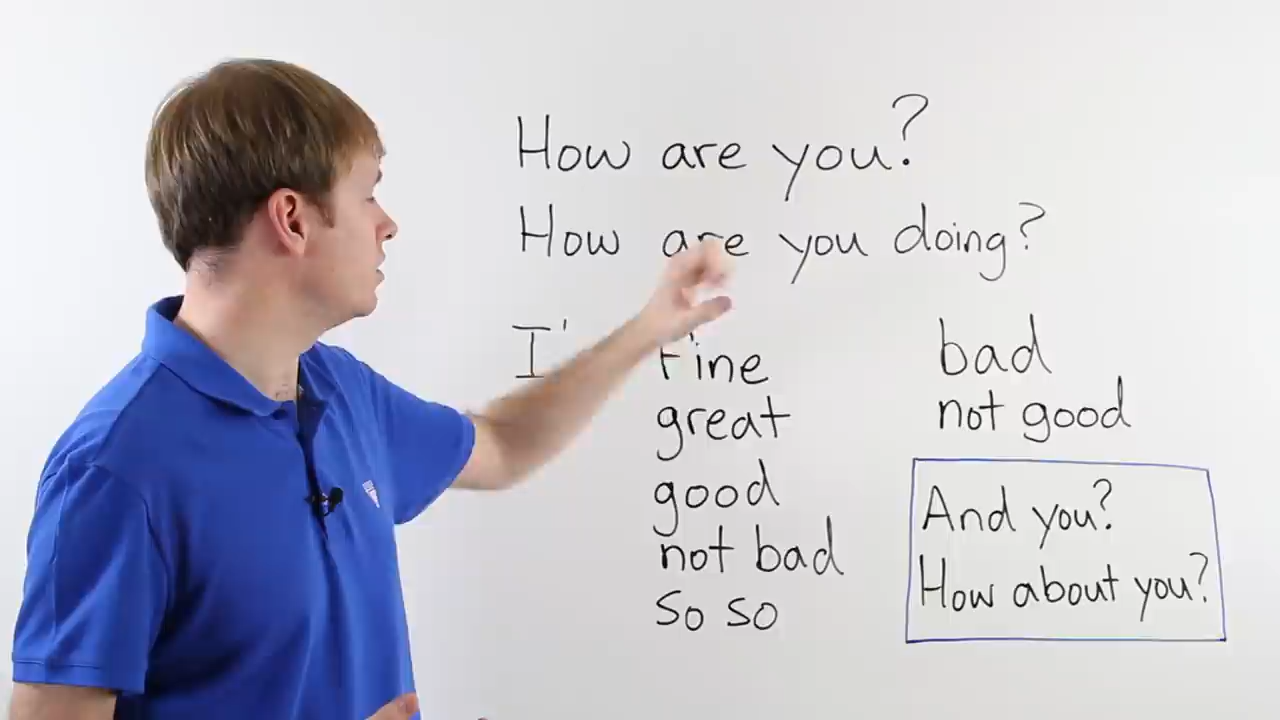 How are you?
How are you doing?
I'
fine
great
good
not bad
so so
bad
not good
And you?
How about you?